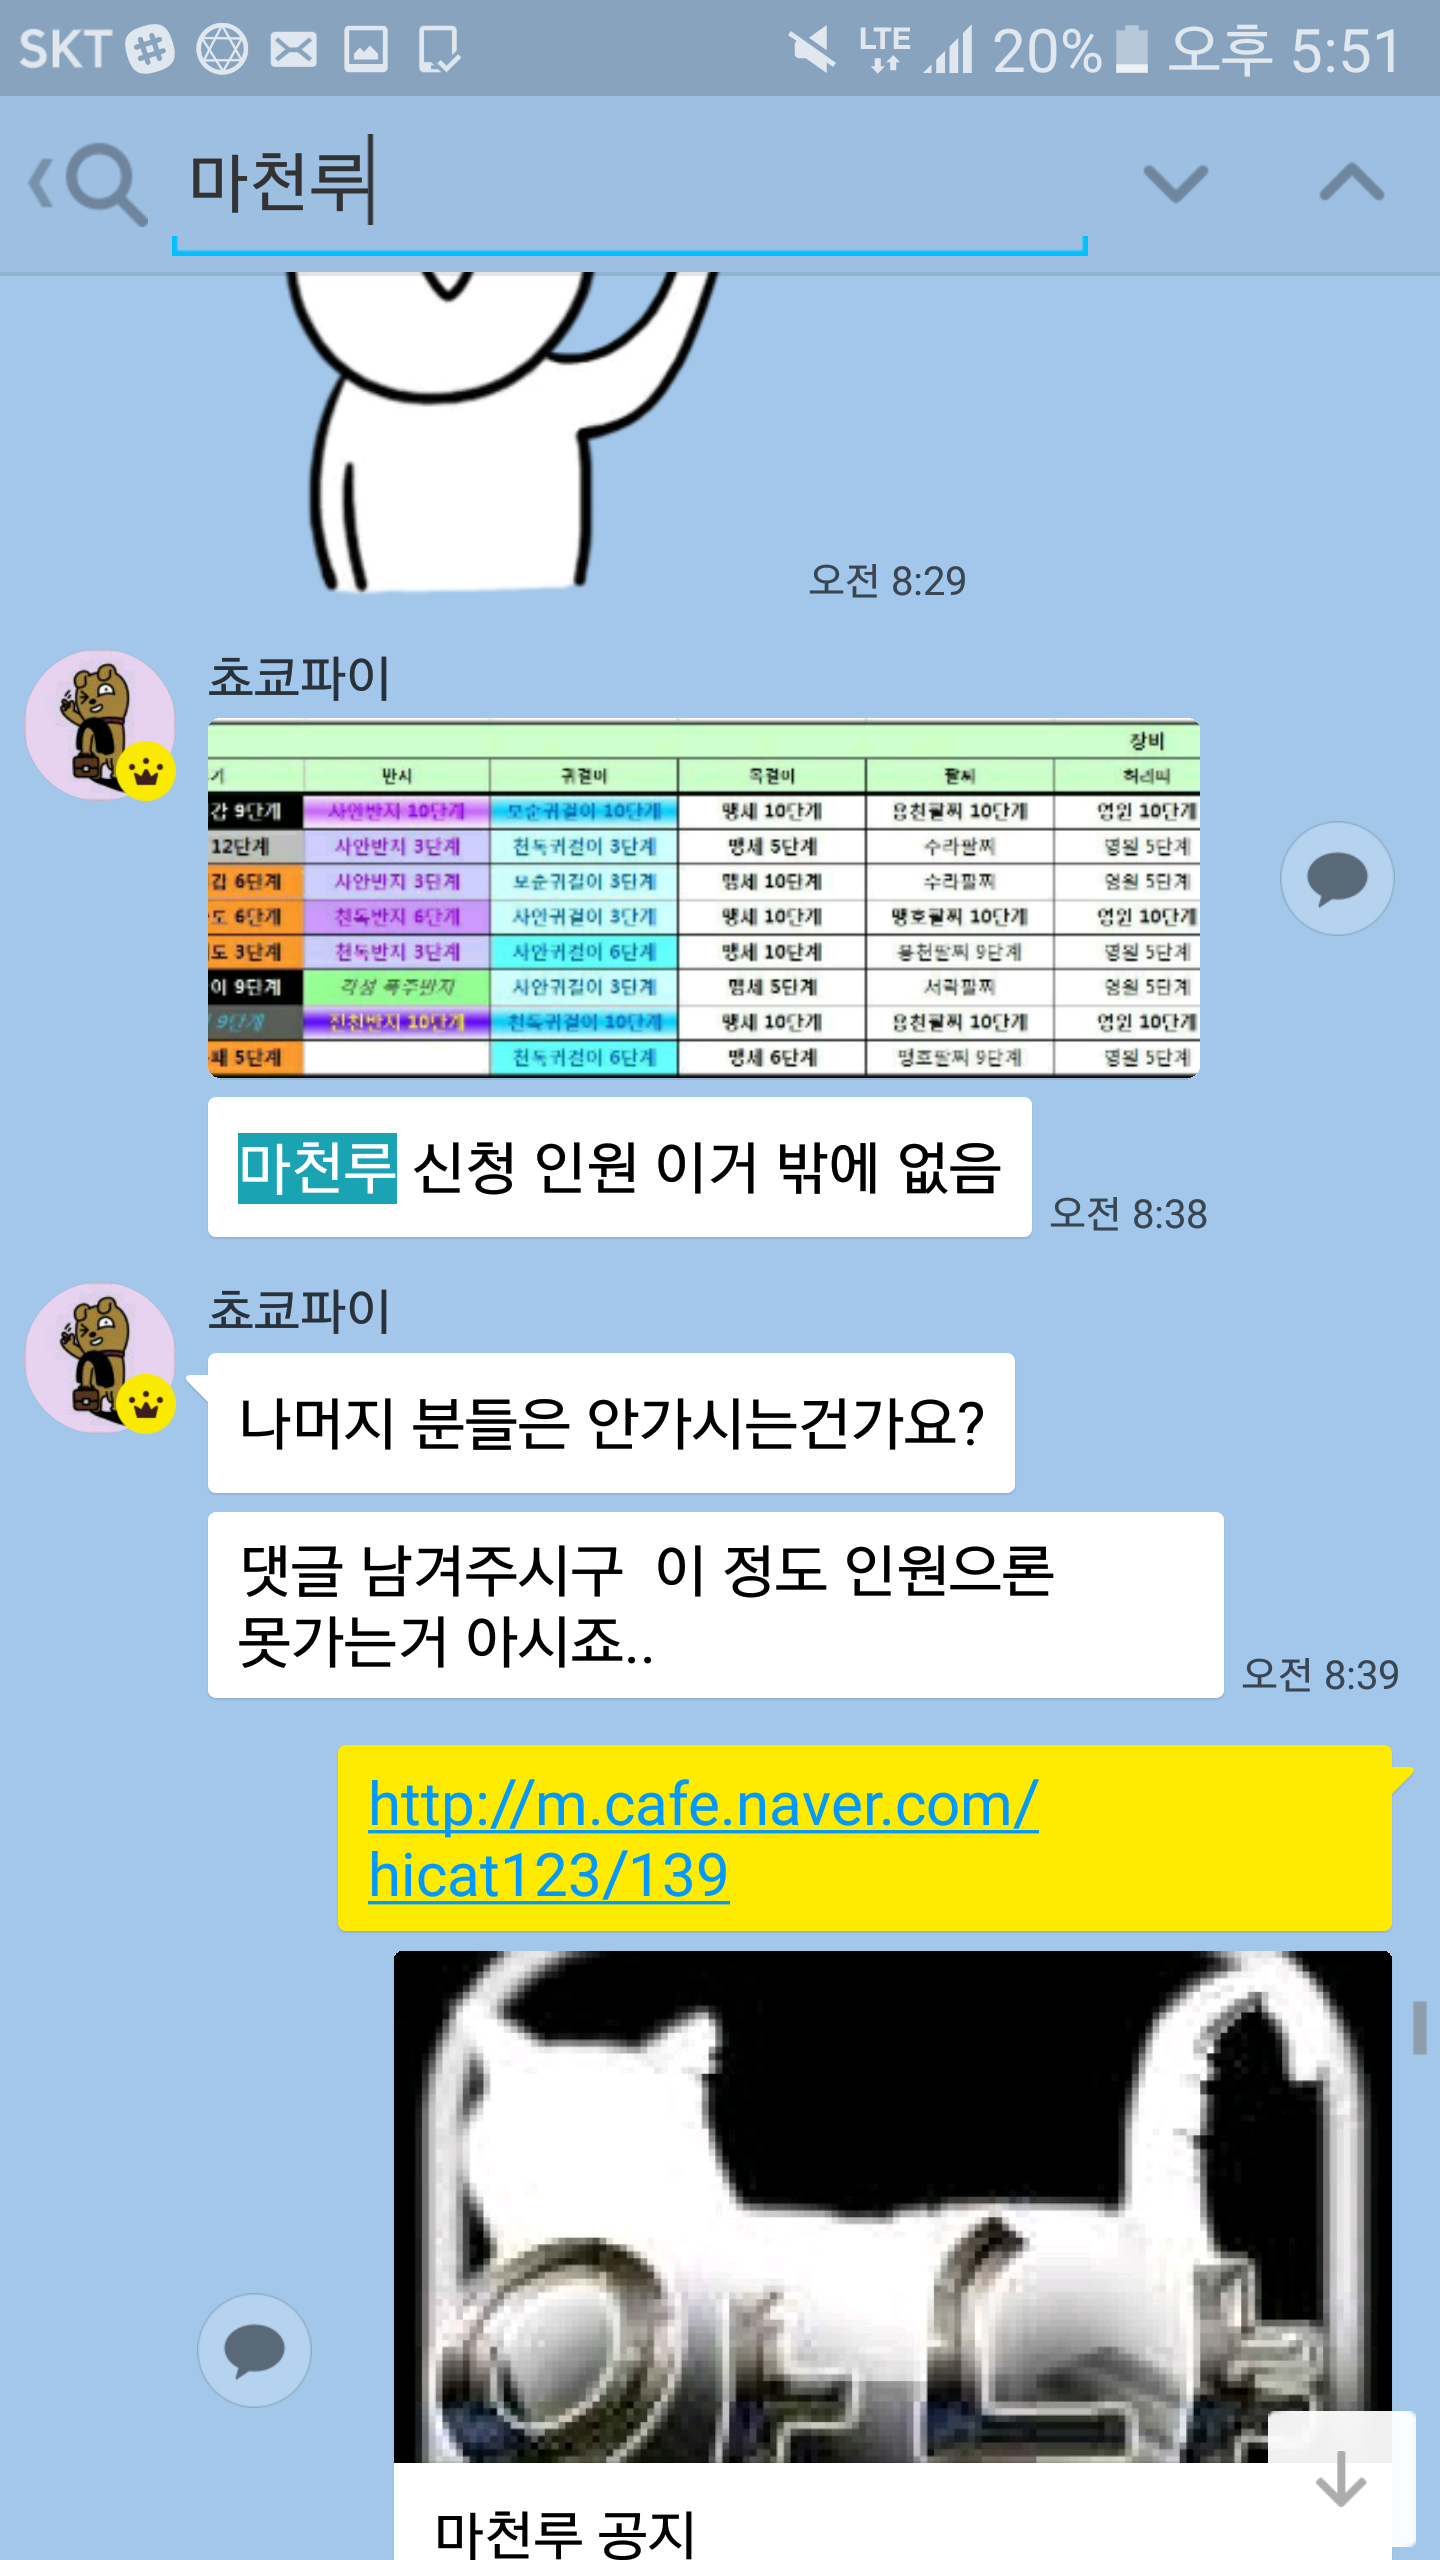 SKT LTE 20% 오후 5:51
마천루
오전 8:29
쵸쿄파이
장비
기 반지 귀걸이 목걸이 팔찌 허리띠
갑 9단계 사안반지 10단계 모순귀걸이 10단계 맹세 10단계 용천팔찌 10단계 영원 10단계
12단계 사안반지 3단계 천독귀걸이 3단계 맹세 5단계 수라팔찌 영원 5단계
갑 6단계 사안반지 3단계 모순귀걸이 3단계 맹세 10단계 수라팔찌 영원 5단계
도 6단계 천독반지 6단계 사안귀걸이 3단계 맹세 10단계 맹호팔찌 10단계 영원 10단계
도 3단계 천독반지 3단계 사안귀걸이 6단계 맹세 10단계 용천팔찌 9단계 영원 5단계
이 9단계 각성 폭주반지 사안귀걸이 3단계 맹세 5단계 서락팔찌 영원 5단계
9단계 진천반지 10단계 천독귀걸이 10단계 맹세 10단계 용천팔찌 10단계 영원 10단계
패 5단계 천독귀걸이 6단계 맹세 6단계 맹호팔찌 9단계 영원 5단계
마천루 신청 인원 이거 밖에 없음
오전 8:38
쵸쿄파이
나머지 분들은 안가시는건가요?
댓글 남겨주시구  이 정도 인원으론
못가는거 아시죠..
오전 8:39
http://m.cafe.naver.com/
hicat123/139
마천루 공지